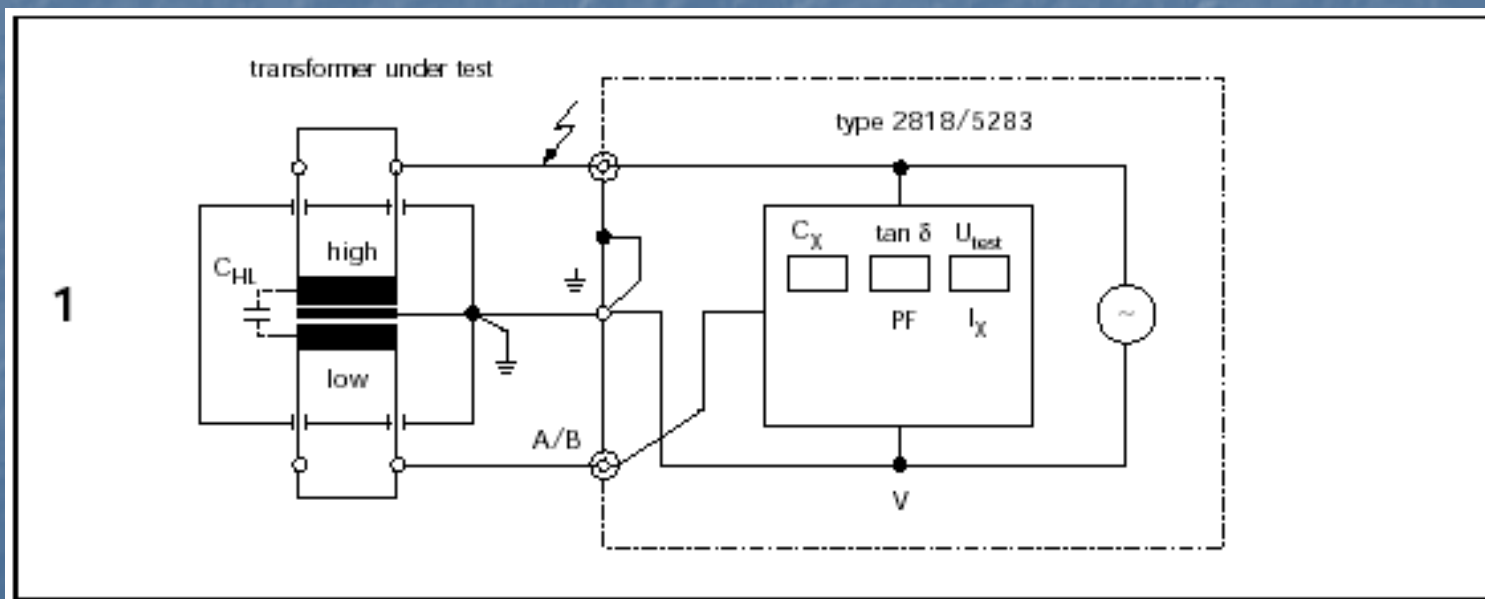 transformer under test
type 2818/5283
C_X tan δ U_test
PF I_X
high
C_HL
1
low
A/B
V
~